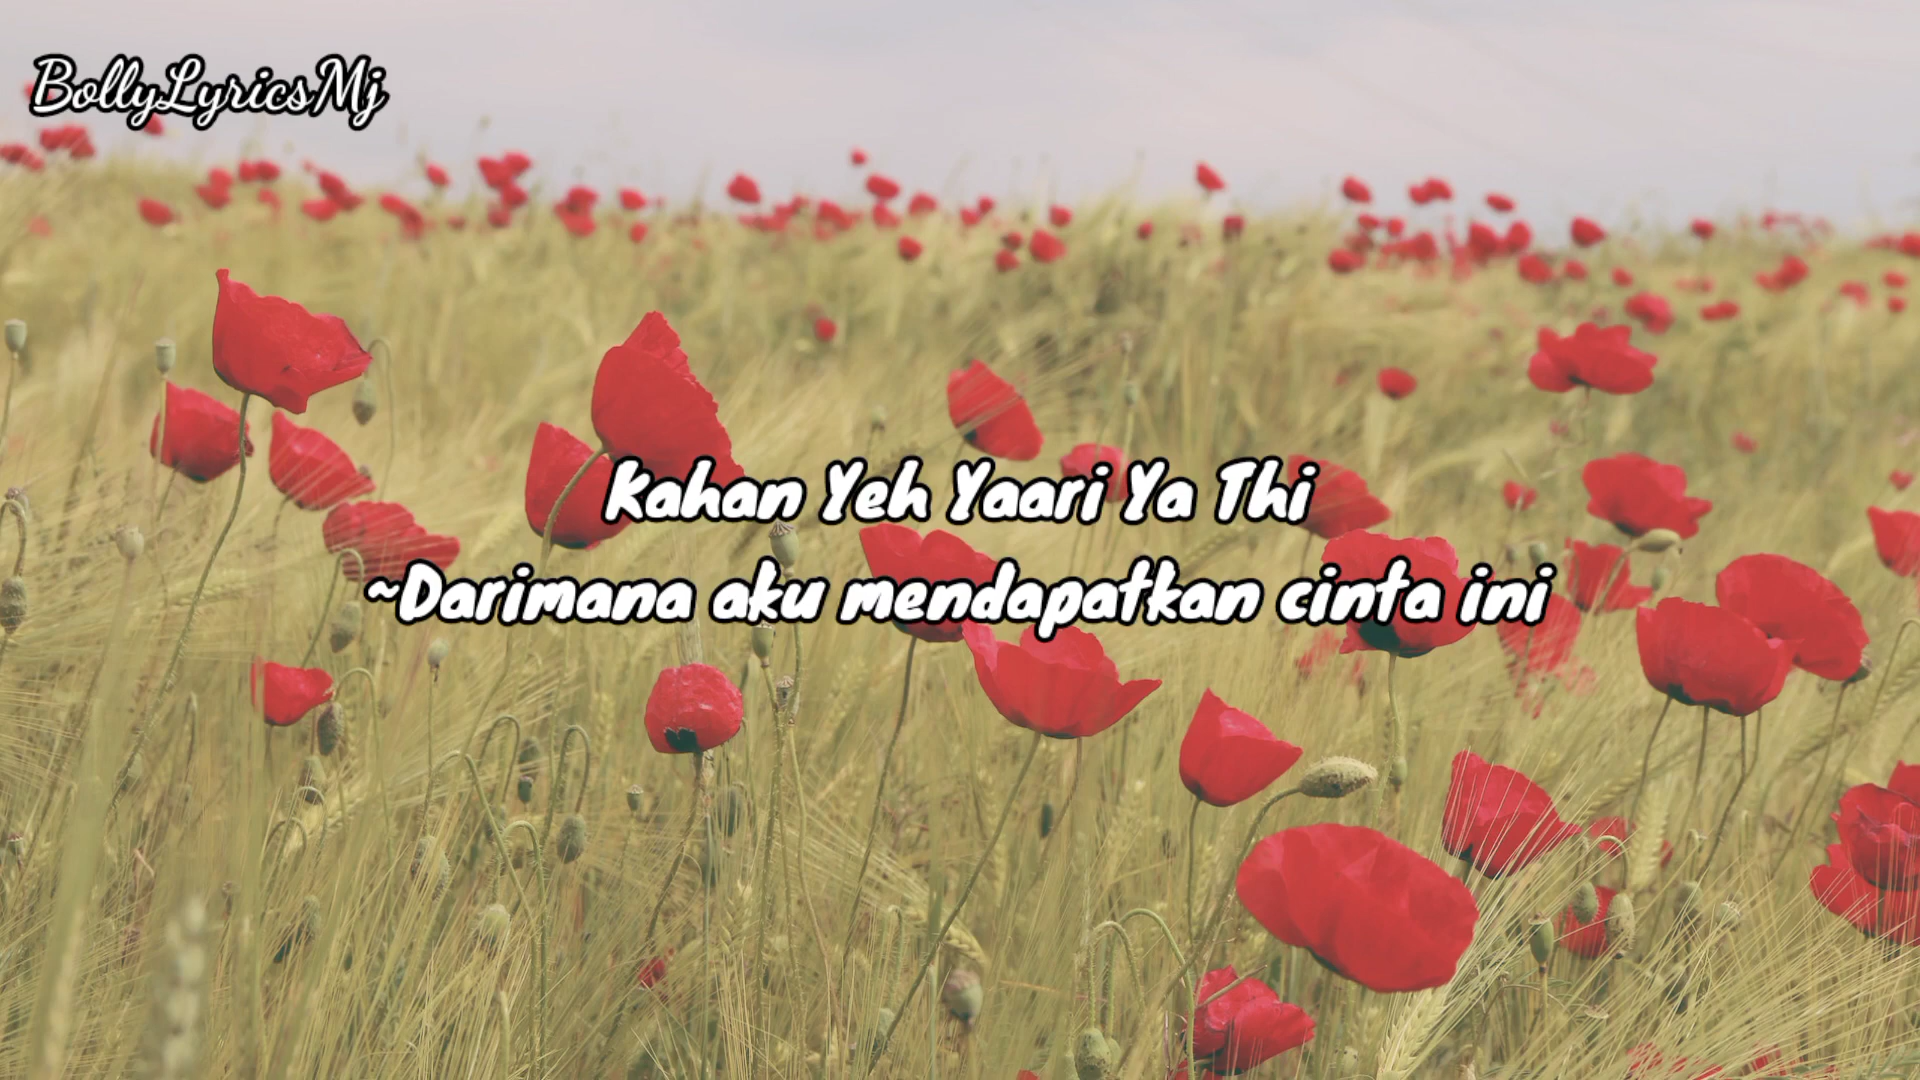 BollyLyricsMj
Kahan Yeh Yaari Ya Thi
~Darimana aku mendapatkan cinta ini